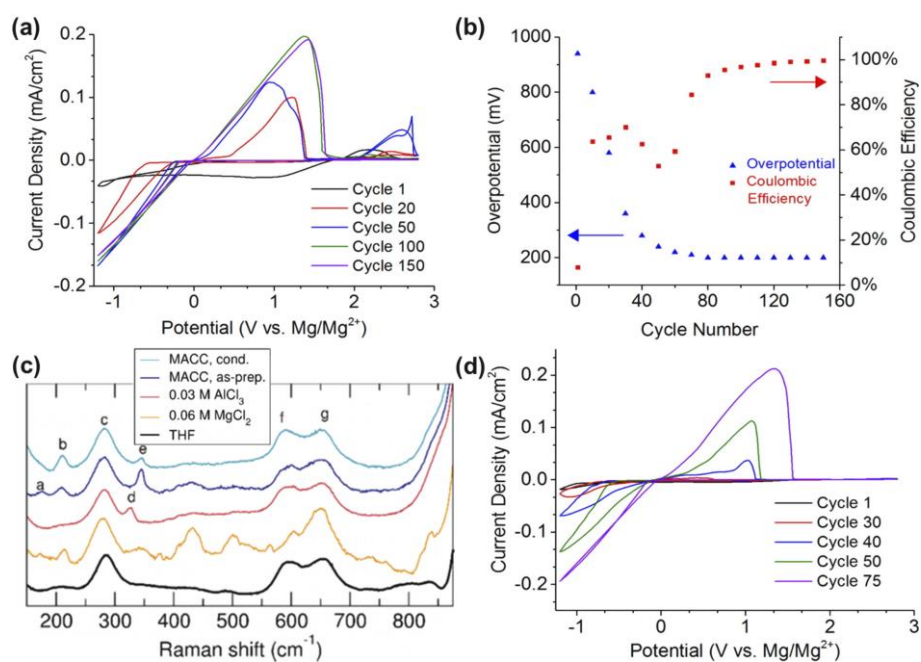 (a)
0.2
0.1
0.0
-0.1
0.2
-1
0
1
2
3
Current Density (mA/cm²)
Potential (V vs. Mg/Mg²⁺)
Cycle 1
Cycle 20
Cycle 50
Cycle 100
Cycle 150
(b)
1000
800
600
400
200
100%
80%
60%
40%
20%
0%
0
40
80
120
160
Overpotential (mV)
Coulombic Efficiency
Cycle Number
Overpotential
Coulombic
Efficiency
(c)
MACC, cond.
MACC, as-prep.
0.03 M AlCl₃
0.06 M MgCl₂
THF
a
b
c
d
e
f
g
200
300
400
500
600
700
800
Raman shift (cm⁻¹)
(d)
0.2
0.1
0.0
-0.1
-0.2
-1
0
1
2
3
Current Density (mA/cm²)
Potential (V vs. Mg/Mg²⁺)
Cycle 1
Cycle 30
Cycle 40
Cycle 50
Cycle 75